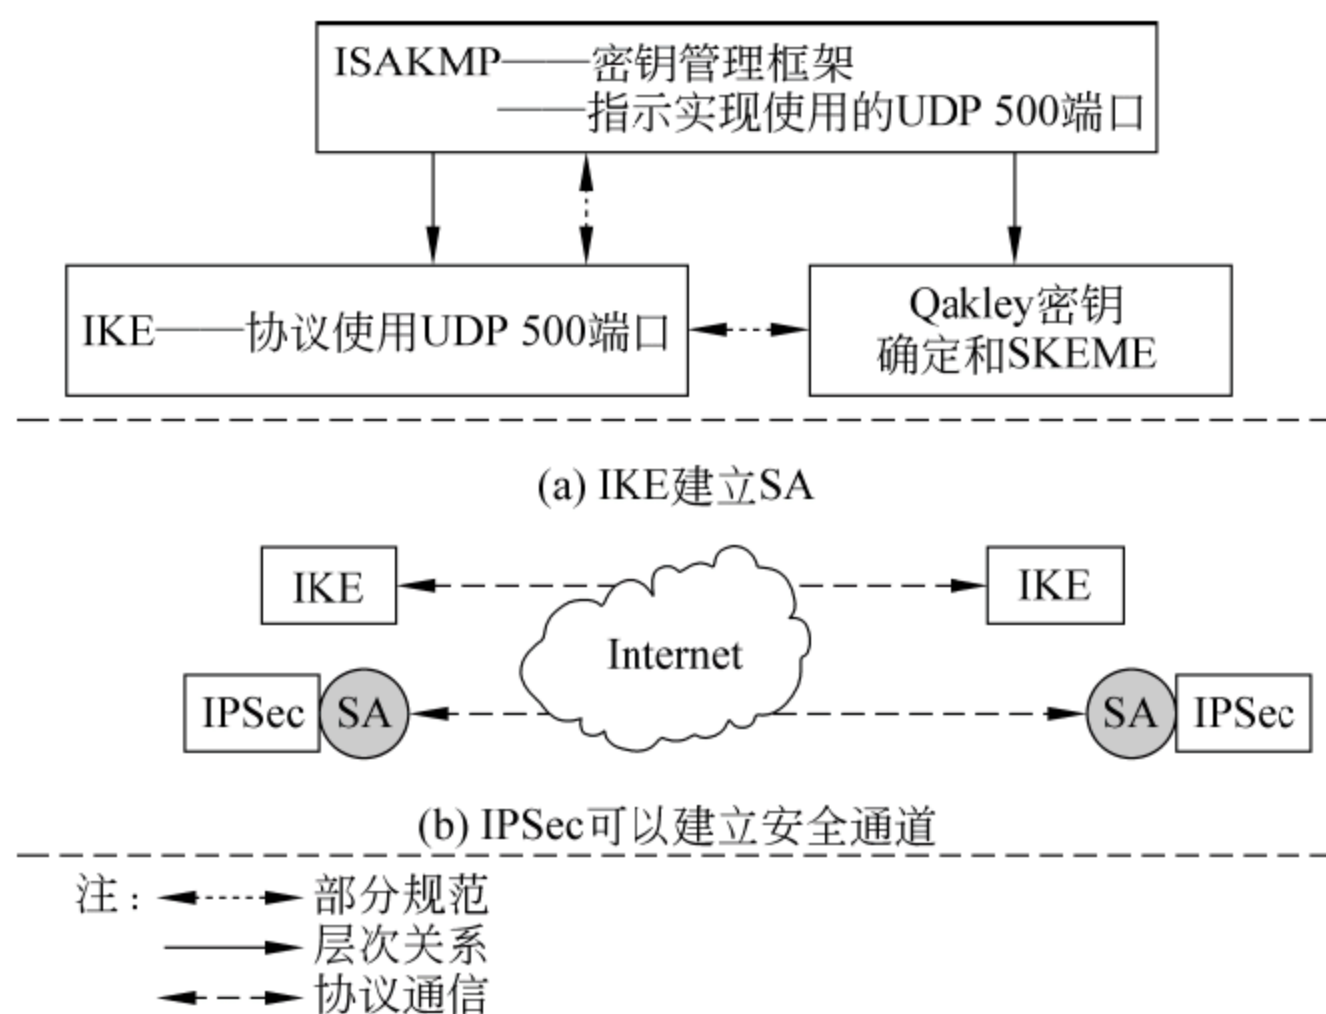 ISAKMP——密钥管理框架
——指示实现使用的UDP 500端口
IKE——协议使用UDP 500端口
Qakley密钥
确定和SKEME
(a) IKE建立SA
IKE
IKE
Internet
IPSec SA
SA IPSec
(b) IPSec可以建立安全通道
注: 部分规范
层次关系
协议通信